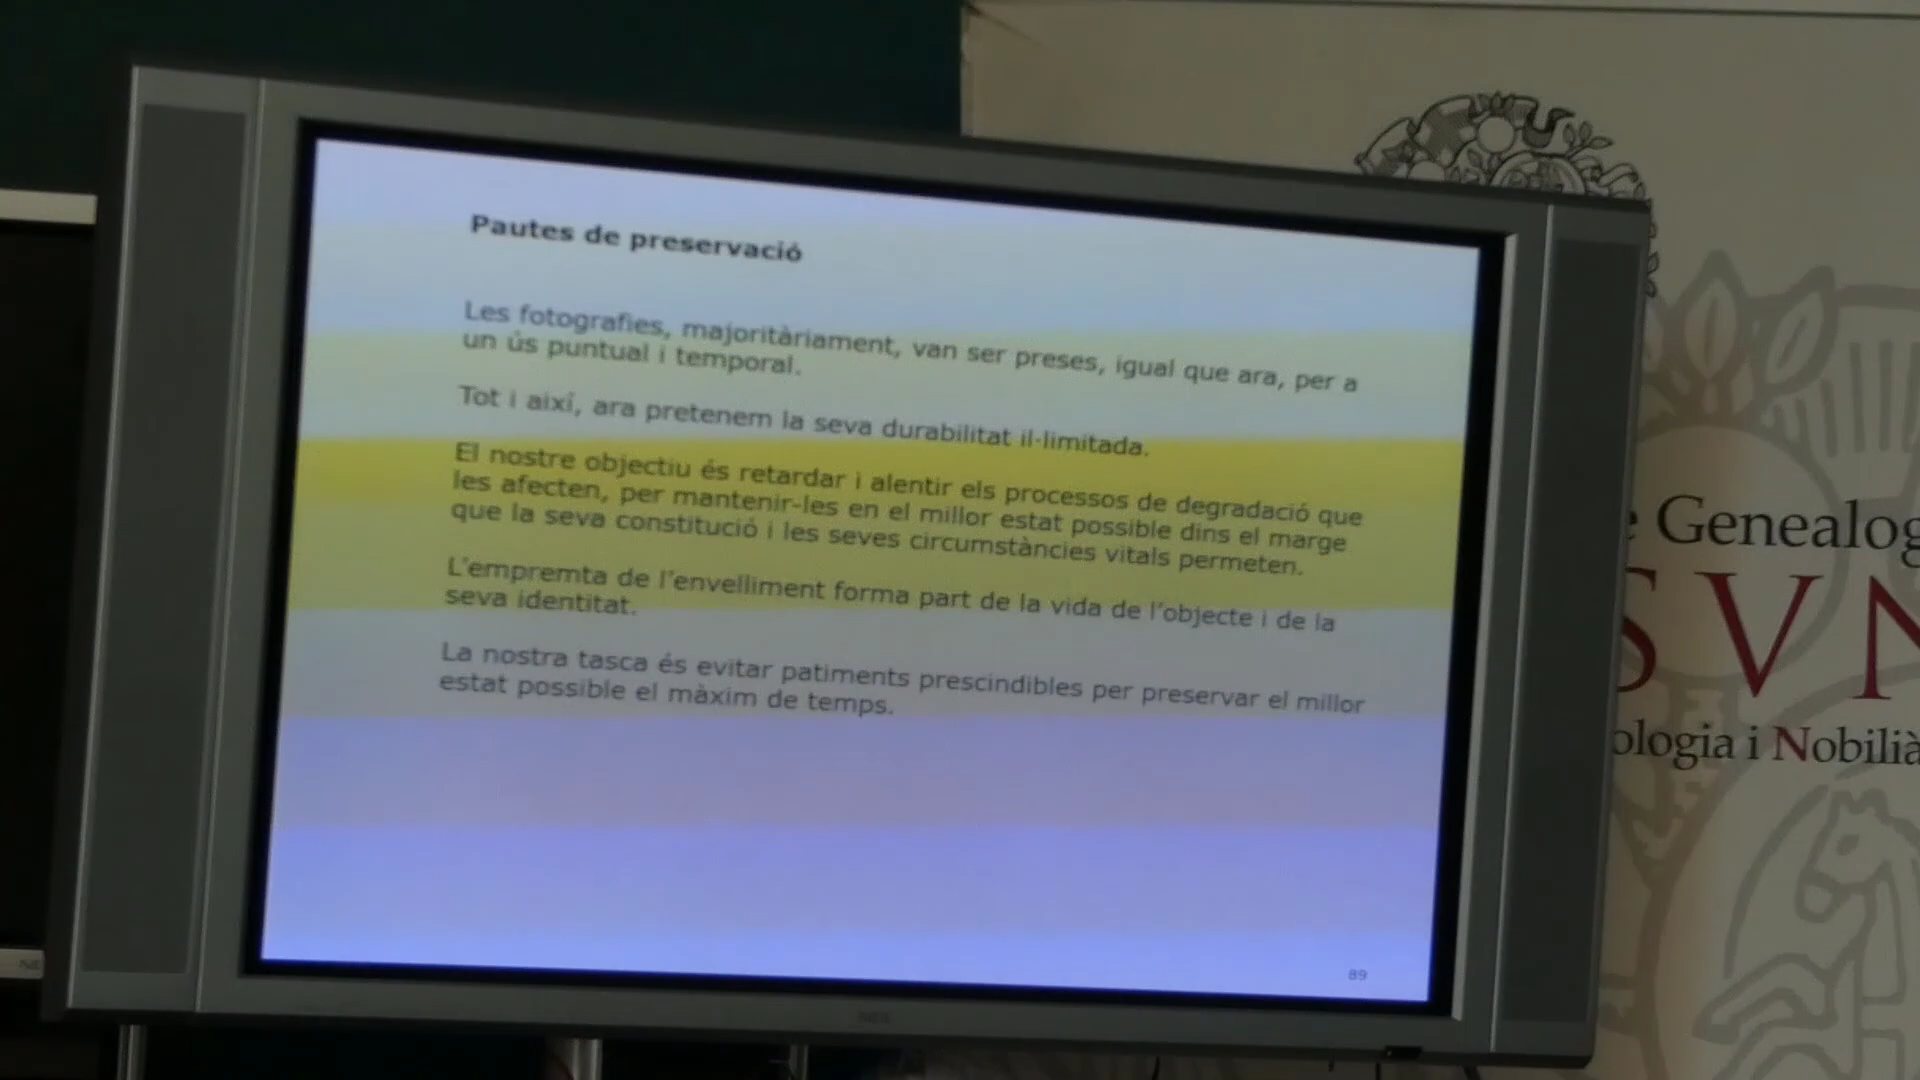 Pautes de preservació
Les fotografies, majoritàriament, van ser preses, igual que ara, per a
un ús puntual i temporal.
Tot i així, ara pretenem la seva durabilitat il·limitada.
El nostre objectiu és retardar i alentir els processos de degradació que
les afecten, per mantenir-les en el millor estat possible dins el marge
que la seva constitució i les seves circumstàncies vitals permeten.
L'empremta de l'envelliment forma part de la vida de l'objecte i de la
seva identitat.
La nostra tasca és evitar patiments prescindibles per preservar el millor
estat possible el màxim de temps.
89
e Genealog
SVN
ologia i Nobilià